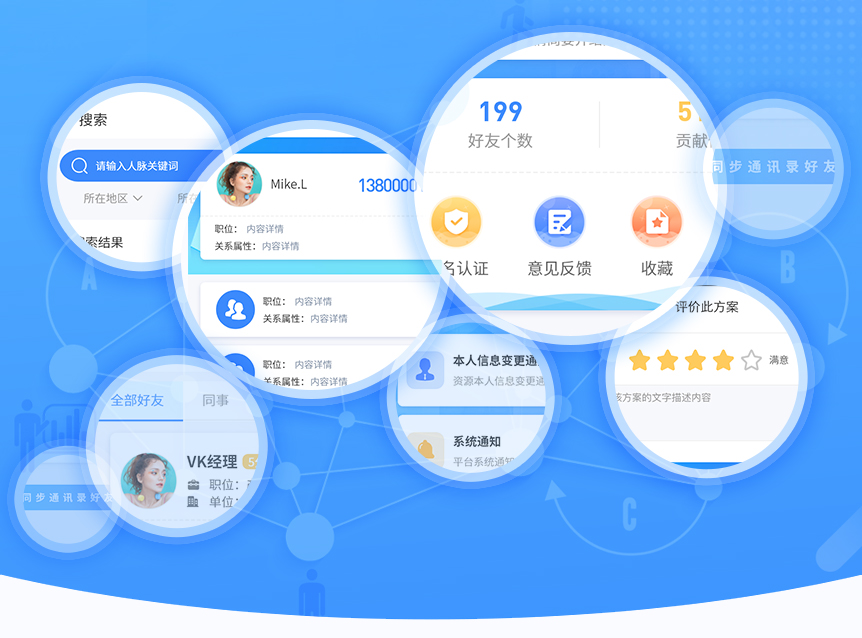 搜索
请输入人脉关键词
所在地区
所在
搜索结果
Mike.L
1380000
职位： 内容详情
关系属性： 内容详情
职位： 内容详情
关系属性： 内容详情
职位： 内容详情
关系属性： 内容详情
199
好友个数
5
贡献
名认证
意见反馈
收藏
同步通讯录好友
A
B
评价此方案
满意
该方案的文字描述内容
本人信息变更通
资源本人信息变更通
系统通知
平台系统通知
全部好友
同事
VK经理
5
职位：
单位：
同步通讯录好友
C